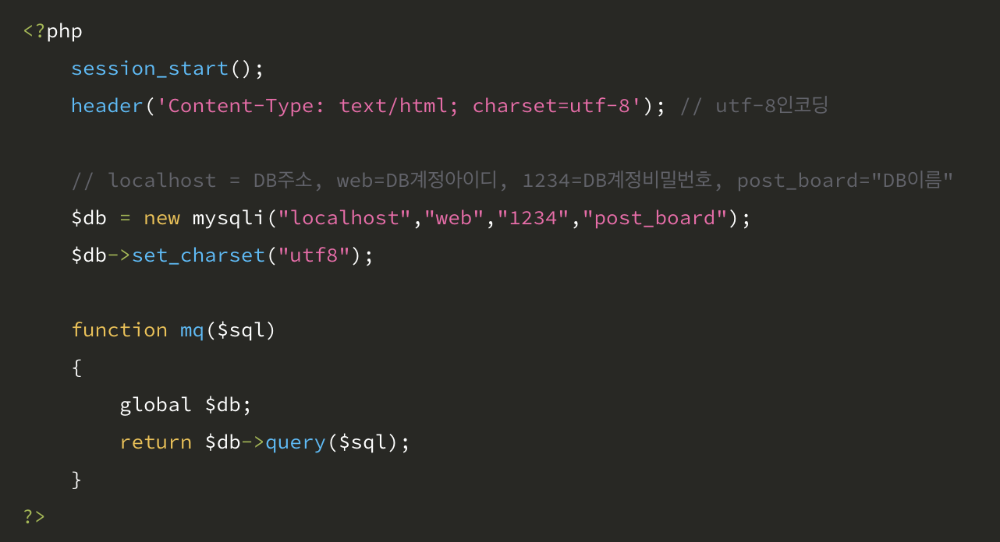 <?php
session_start();
header('Content-Type: text/html; charset=utf-8'); // utf-8인코딩
// localhost = DB주소, web=DB계정아이디, 1234=DB계정비밀번호, post_board="DB이름"
$db = new mysqli("localhost","web","1234","post_board");
$db->set_charset("utf8");
function mq($sql)
{
global $db;
return $db->query($sql);
}
?>